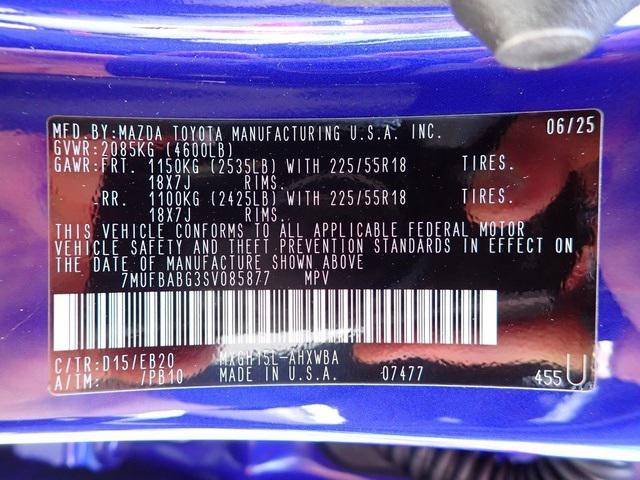 MFD.BY:MAZDA TOYOTA MANUFACTURING U.S.A. INC. 06/25
GVWR:2085KG (4600LB)
GAWR:FRT. 1150KG (2535LB) WITH 225/55R18 TIRES.
18X7J RIMS.
RR. 1100KG (2425LB) WITH 225/55R18 TIRES.
18X7J RIMS.
THIS VEHICLE CONFORMS TO ALL APPLICABLE FEDERAL MOTOR
VEHICLE SAFETY AND THEFT PREVENTION STANDARDS IN EFFECT ON
THE DATE OF MANUFACTURE SHOWN ABOVE
7MUFBABG3SV085877 MPV
C/TR:D15/EB20 MXGH15L-AHXWBA
A/TM: /PB10 MADE IN U.S.A. 07477 455 U